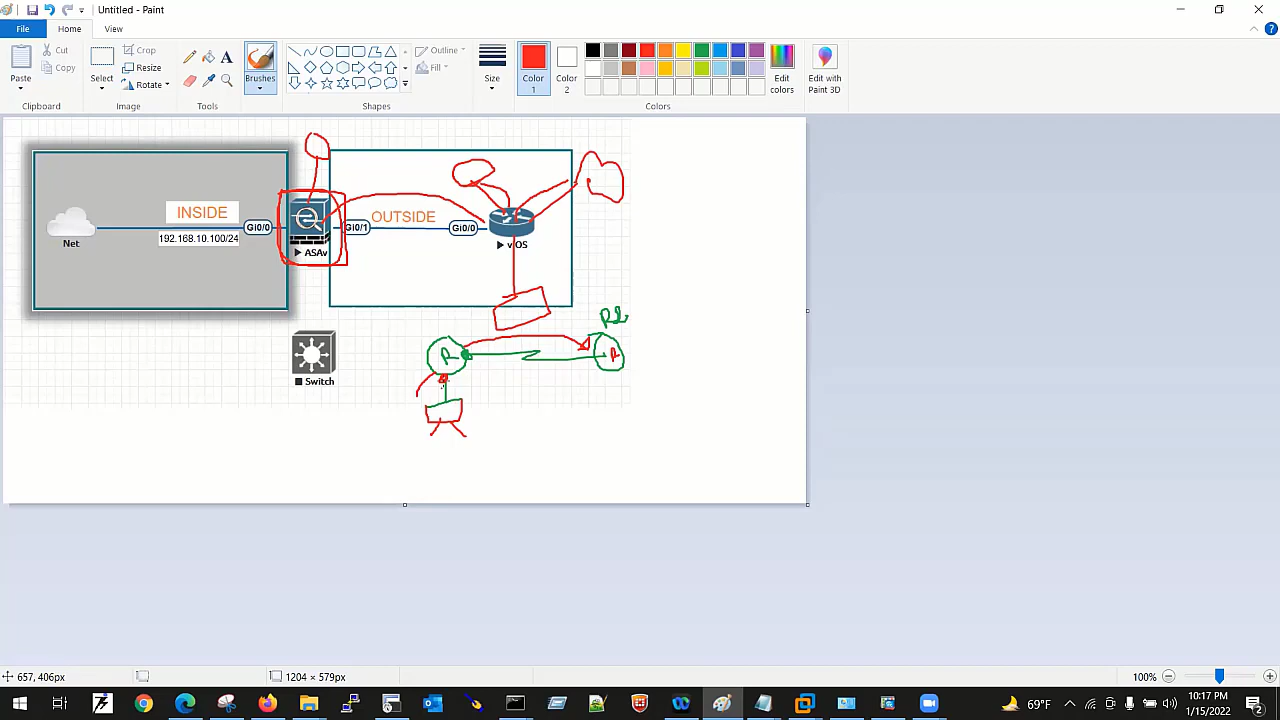 Untitled - Paint
File
Home
View
Paste
Cut
Copy
Clipboard
Select
Crop
Resize
Rotate
Image
A
Tools
Brushes
Outline
Fill
Shapes
Size
Color 1
Color 2
Edit colors
Colors
Edit with Paint 3D
INSIDE
OUTSIDE
Net
192.168.10.100/24
Gi0/0
Gi0/1
Gi0/0
ASAv
vIOS
Switch
R2
R
R
657, 406px
1204 × 579px
100%
69°F
10:17 PM
1/15/2022
2